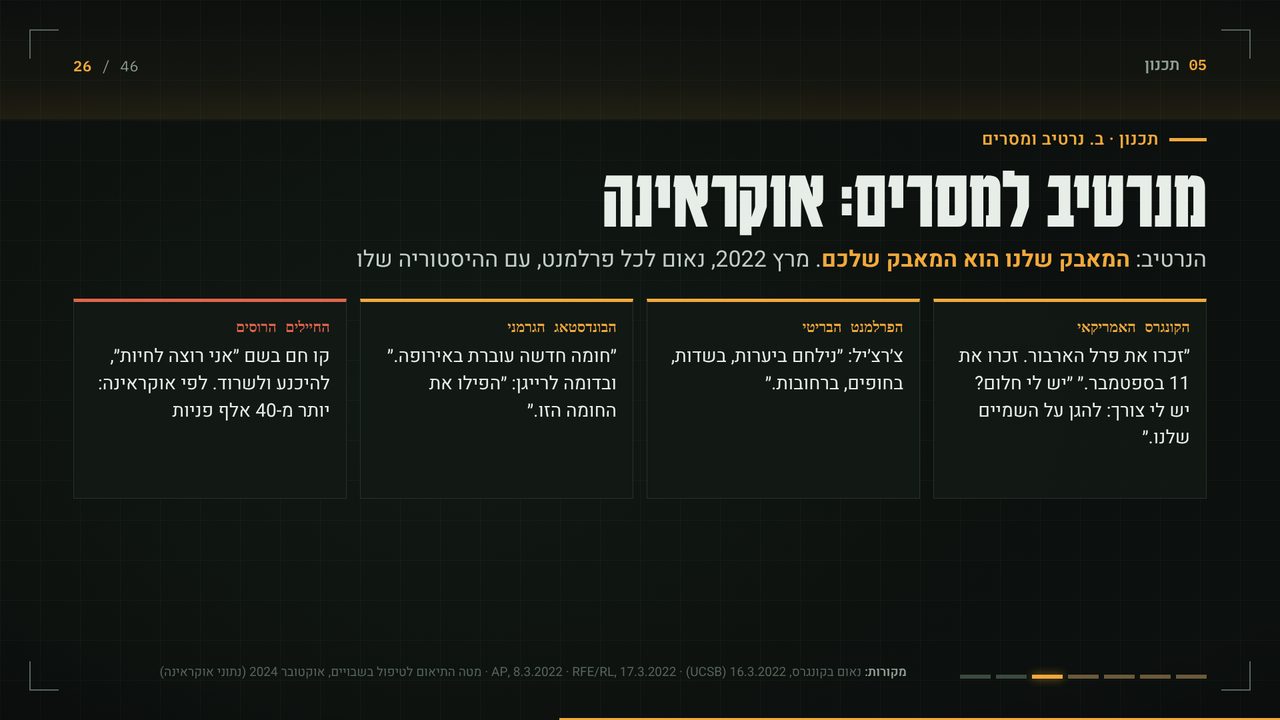 05 תכנון
26 / 46
תכנון · ב. נרטיב ומסרים
מנרטיב למסרים: אוקראינה
הנרטיב: המאבק שלנו הוא המאבק שלכם. מרץ 2022, נאום לכל פרלמנט, עם ההיסטוריה שלו
הקונגרס האמריקאי
"זכרו את פרל הארבור. זכרו את
11 בספטמבר." "יש לי חלום?
יש לי צורך: להגן על השמיים
שלנו."
הפרלמנט הבריטי
צ'רצ'יל: "נילחם ביערות, בשדות,
בחופים, ברחובות."
הבונדסטאג הגרמני
"חומה חדשה עוברת באירופה."
ובדומה לרייגן: "הפילו את
החומה הזו."
החיילים הרוסים
קו חם בשם "אני רוצה לחיות",
להיכנע ולשרוד. לפי אוקראינה:
יותר מ-40 אלף פניות
מקורות: נאום בקונגרס, 16.3.2022 (UCSB) · AP, 8.3.2022 · RFE/RL, 17.3.2022 · מטה התיאום לטיפול בשבויים, אוקטובר 2024 (נתוני אוקראינה)